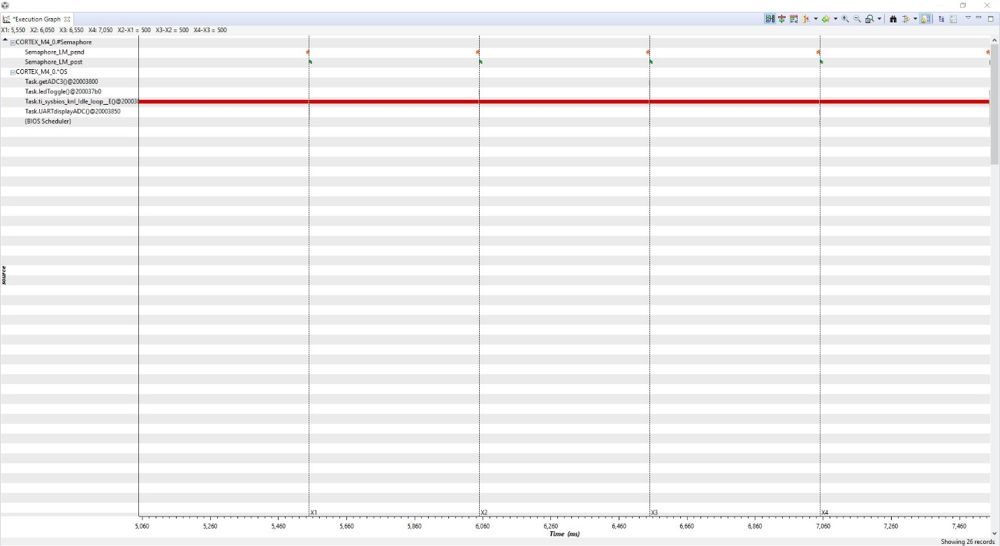 *Execution Graph
X1: 5,550 X2: 6,050 X3: 6,550 X4: 7,050 X2-X1 = 500 X3-X2 = 500 X4-X3 = 500
CORTEX_M4_0.#Semaphore
Semaphore_LM_pend
Semaphore_LM_post
CORTEX_M4_0.*OS
Task.getADC3()@20003800
Task.ledToggle()@200037b0
Task.ti_sysbios_knl_Idle_loop__E()@20003
Task.UARTdisplayADC()@20003850
{BIOS Scheduler}
source
X1 X2 X3 X4
5,060 5,260 5,460 5,660 5,860 6,060 6,260 6,460 6,660 6,860 7,060 7,260 7,460
Time (ms)
Showing 26 records